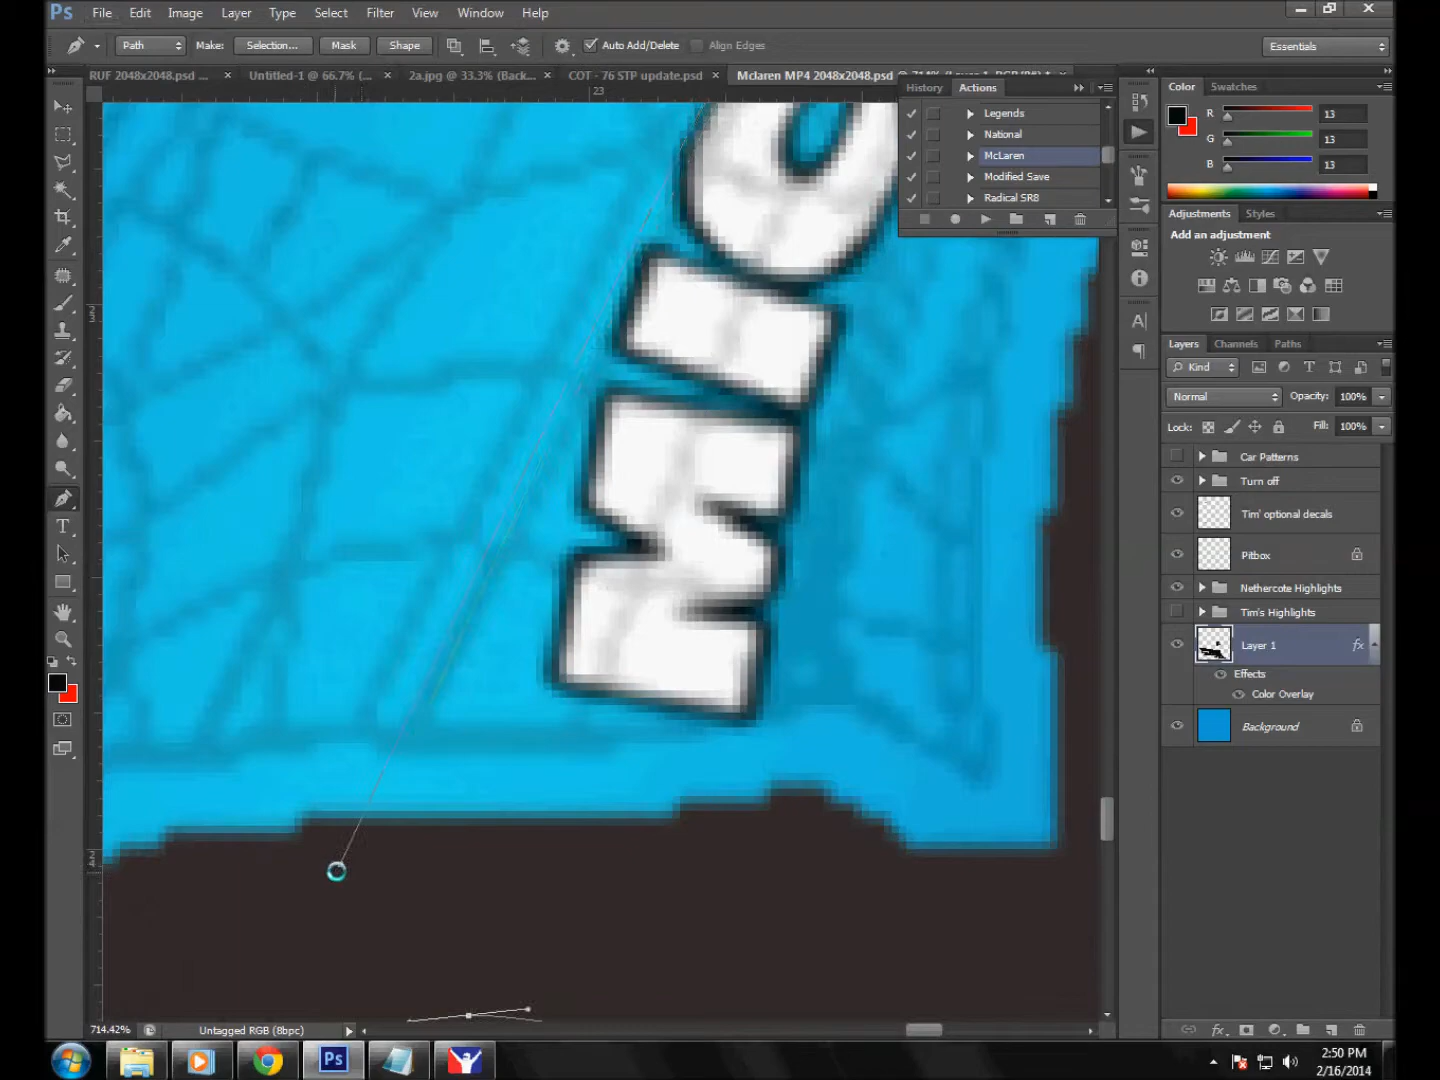 Ps File Edit Image Layer Type Select Filter View Window Help
Path Make: Selection... Mask Shape Auto Add/Delete Align Edges Essentials
RUF 2048x2048.psd ... × Untitled-1 @ 66.7% (... × 2a.jpg @ 33.3% (Back... × COT - 76 STP update.psd × Mclaren MP4 2048x2048.psd
23
History Actions
Legends
National
McLaren
Modified Save
Radical SR8
Color Swatches
R 13
G 13
B 13
Adjustments Styles
Add an adjustment
Layers Channels Paths
Kind
Normal Opacity: 100%
Lock: Fill: 100%
Car Patterns
Turn off
Tim' optional decals
Pitbox
Nethercote Highlights
Tim's Highlights
Layer 1 fx
Effects
Color Overlay
Background
23
24
714.42% Untagged RGB (8bpc)
2:50 PM
2/16/2014